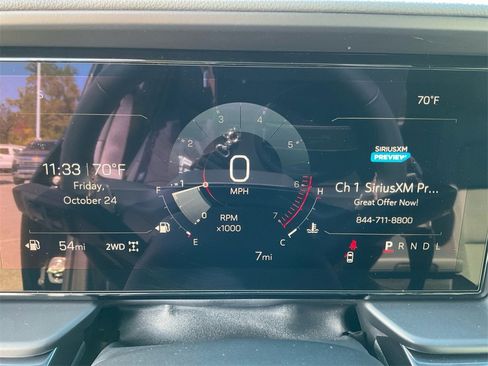 70°F
SIRIUSXM
PREVIEW
11:33 | 70°F
Friday,
October 24
Ch 1 SiriusXM Pr...
Great Offer Now!
844-711-8800
0
MPH
RPM
x1000
0
2
3
4
5
6
7
F
E
H
C
54mi
2WD
7mi
P R N D L